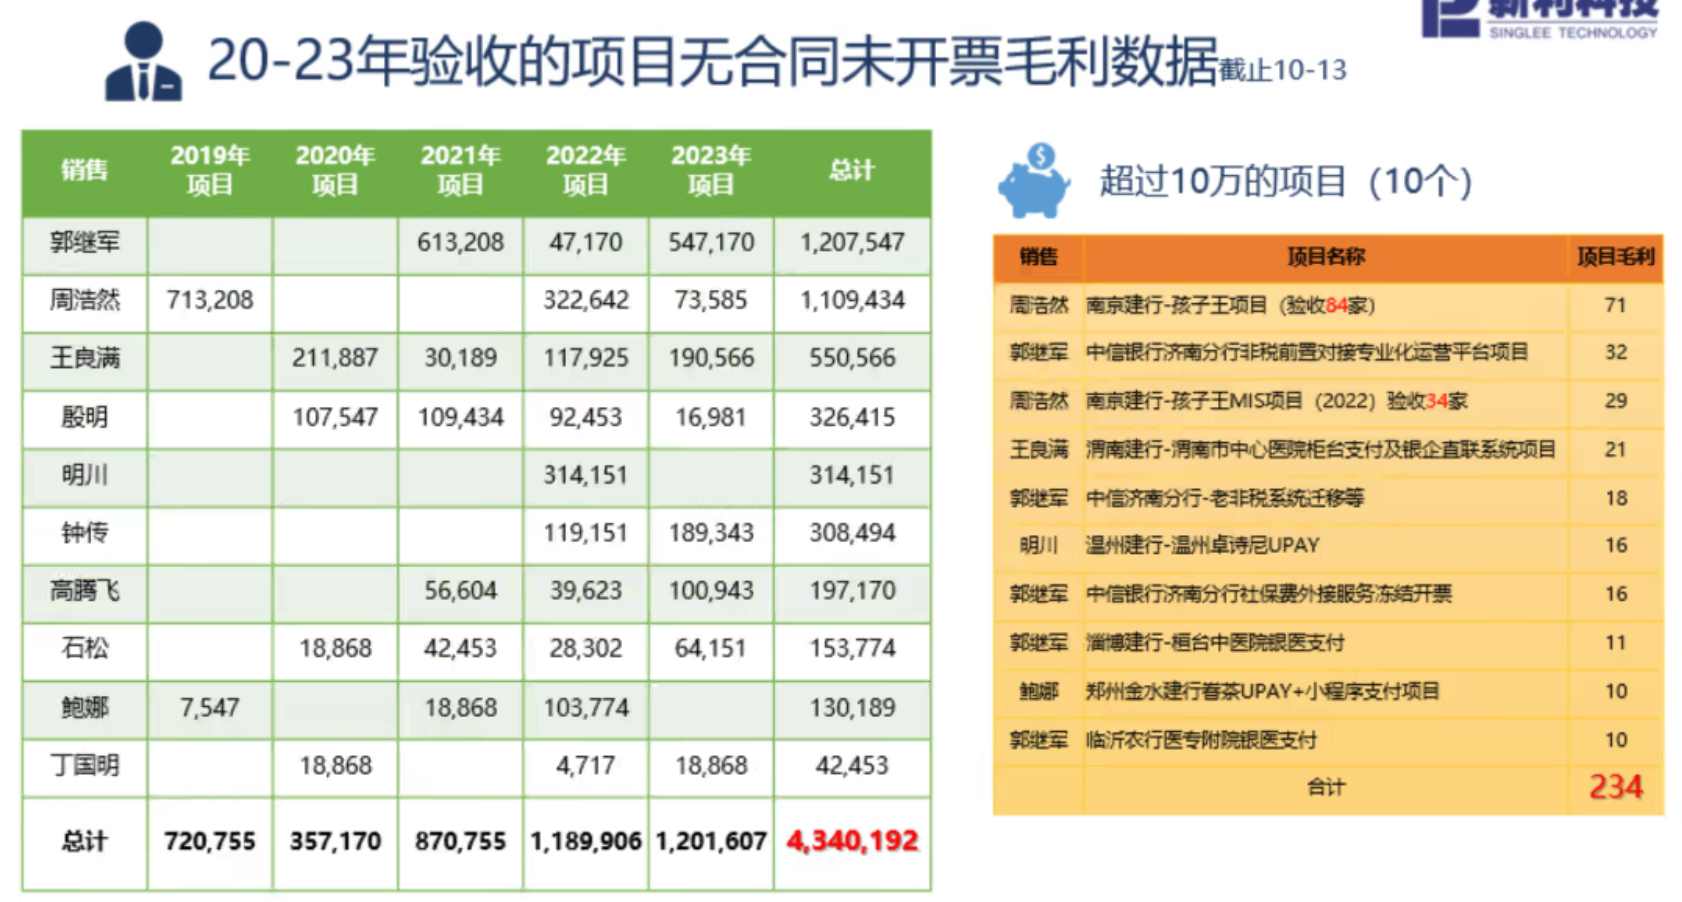 新利科技
SINGLEE TECHNOLOGY
20-23年验收的项目无合同未开票毛利数据截止10-13
销售 2019年项目 2020年项目 2021年项目 2022年项目 2023年项目 总计
郭继军 613,208 47,170 547,170 1,207,547
周浩然 713,208 322,642 73,585 1,109,434
王良满 211,887 30,189 117,925 190,566 550,566
殷明 107,547 109,434 92,453 16,981 326,415
明川 314,151 314,151
钟传 119,151 189,343 308,494
高腾飞 56,604 39,623 100,943 197,170
石松 18,868 42,453 28,302 64,151 153,774
鲍娜 7,547 18,868 103,774 130,189
丁国明 18,868 4,717 18,868 42,453
总计 720,755 357,170 870,755 1,189,906 1,201,607 4,340,192
$
超过10万的项目（10个）
销售 项目名称 项目毛利
周浩然 南京建行-孩子王项目（验收84家） 71
郭继军 中信银行济南分行非税前置对接专业化运营平台项目 32
周浩然 南京建行-孩子王MIS项目（2022）验收34家 29
王良满 渭南建行-渭南市中心医院柜台支付及银企直联系统项目 21
郭继军 中信济南分行-老非税系统迁移等 18
明川 温州建行-温州卓诗尼UPAY 16
郭继军 中信银行济南分行社保费外接服务冻结开票 16
郭继军 淄博建行-桓台中医院银医支付 11
鲍娜 郑州金水建行眷茶UPAY+小程序支付项目 10
郭继军 临沂农行医专附院银医支付 10
合计 234